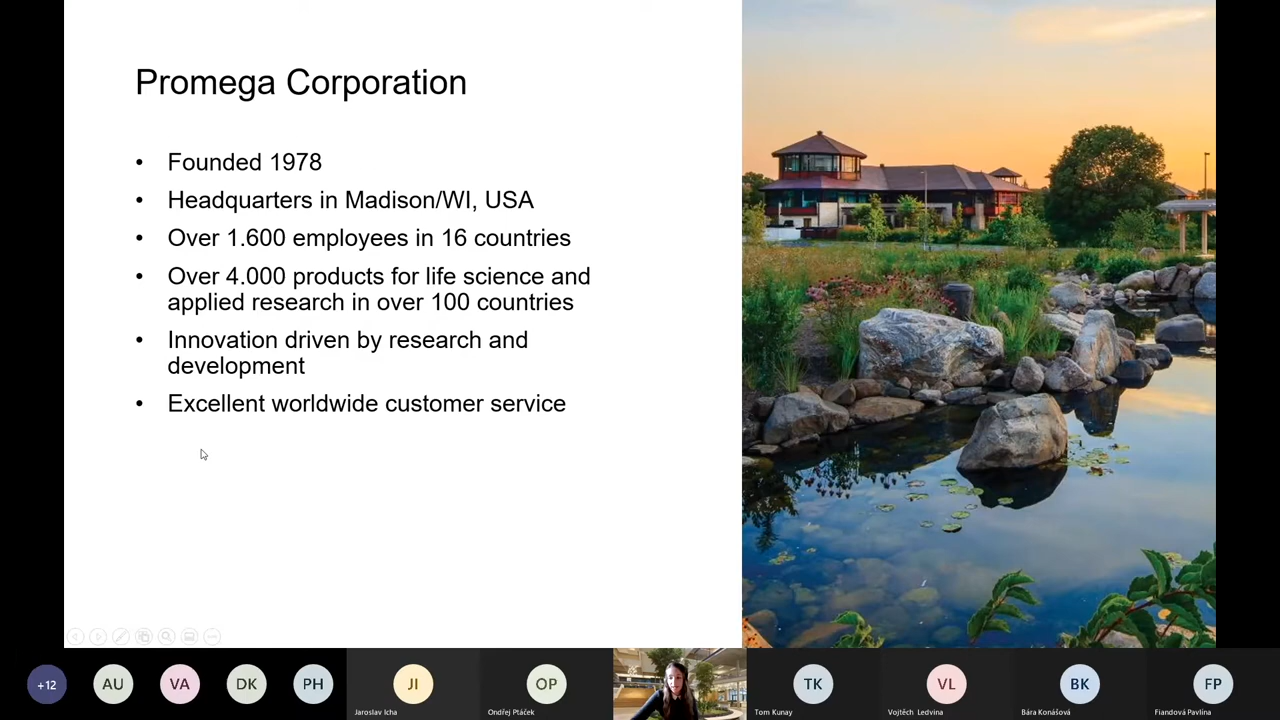 Promega Corporation
• Founded 1978
• Headquarters in Madison/WI, USA
• Over 1.600 employees in 16 countries
• Over 4.000 products for life science and
applied research in over 100 countries
• Innovation driven by research and
development
• Excellent worldwide customer service
+12
AU
VA
DK
PH
JI
OP
TK
VL
BK
FP
Jaroslav Icha
Ondřej Ptáček
Tom Kunay
Vojtěch Ledvina
Bára Konášová
Fiandová Pavlína